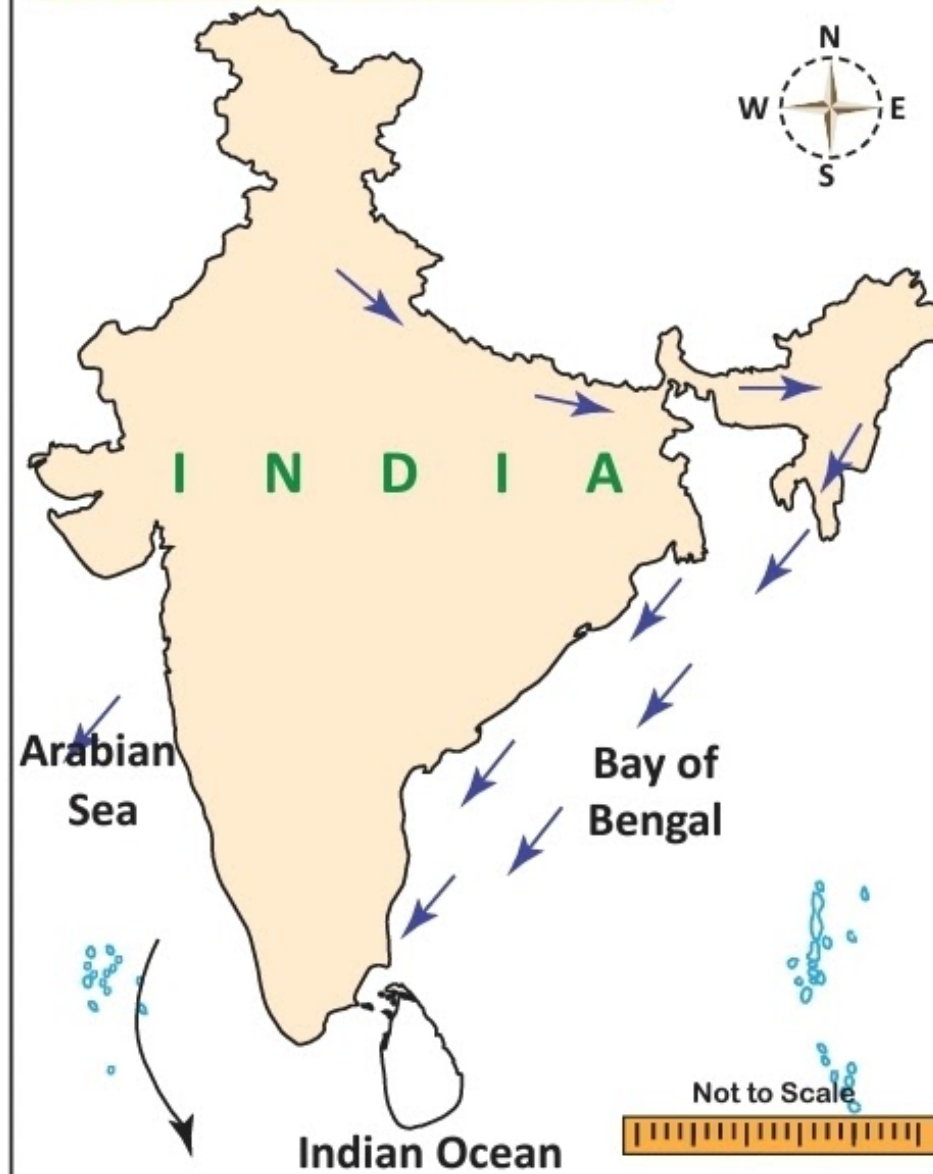 N
W E
S
I N D I A
Arabian
Sea
Bay of
Bengal
Not to Scale
Indian Ocean